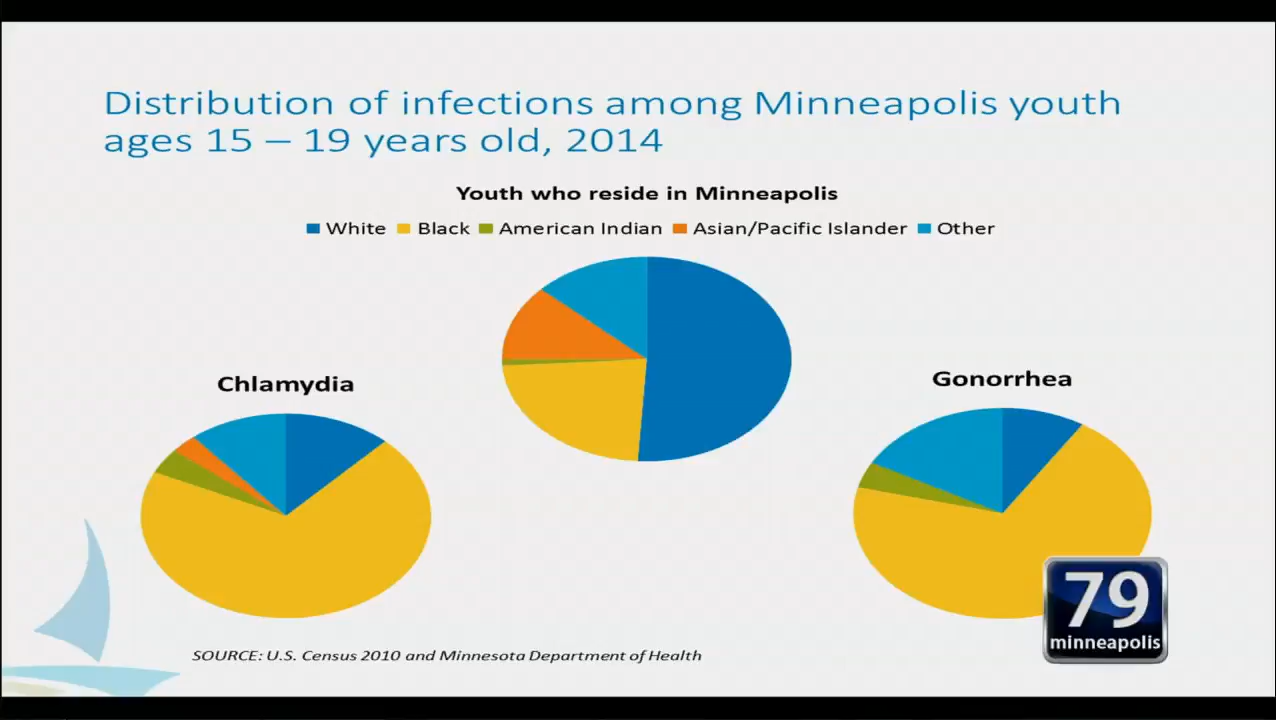 Distribution of infections among Minneapolis youth
ages 15 – 19 years old, 2014
Youth who reside in Minneapolis
White Black American Indian Asian/Pacific Islander Other
Chlamydia
Gonorrhea
79
minneapolis
SOURCE: U.S. Census 2010 and Minnesota Department of Health